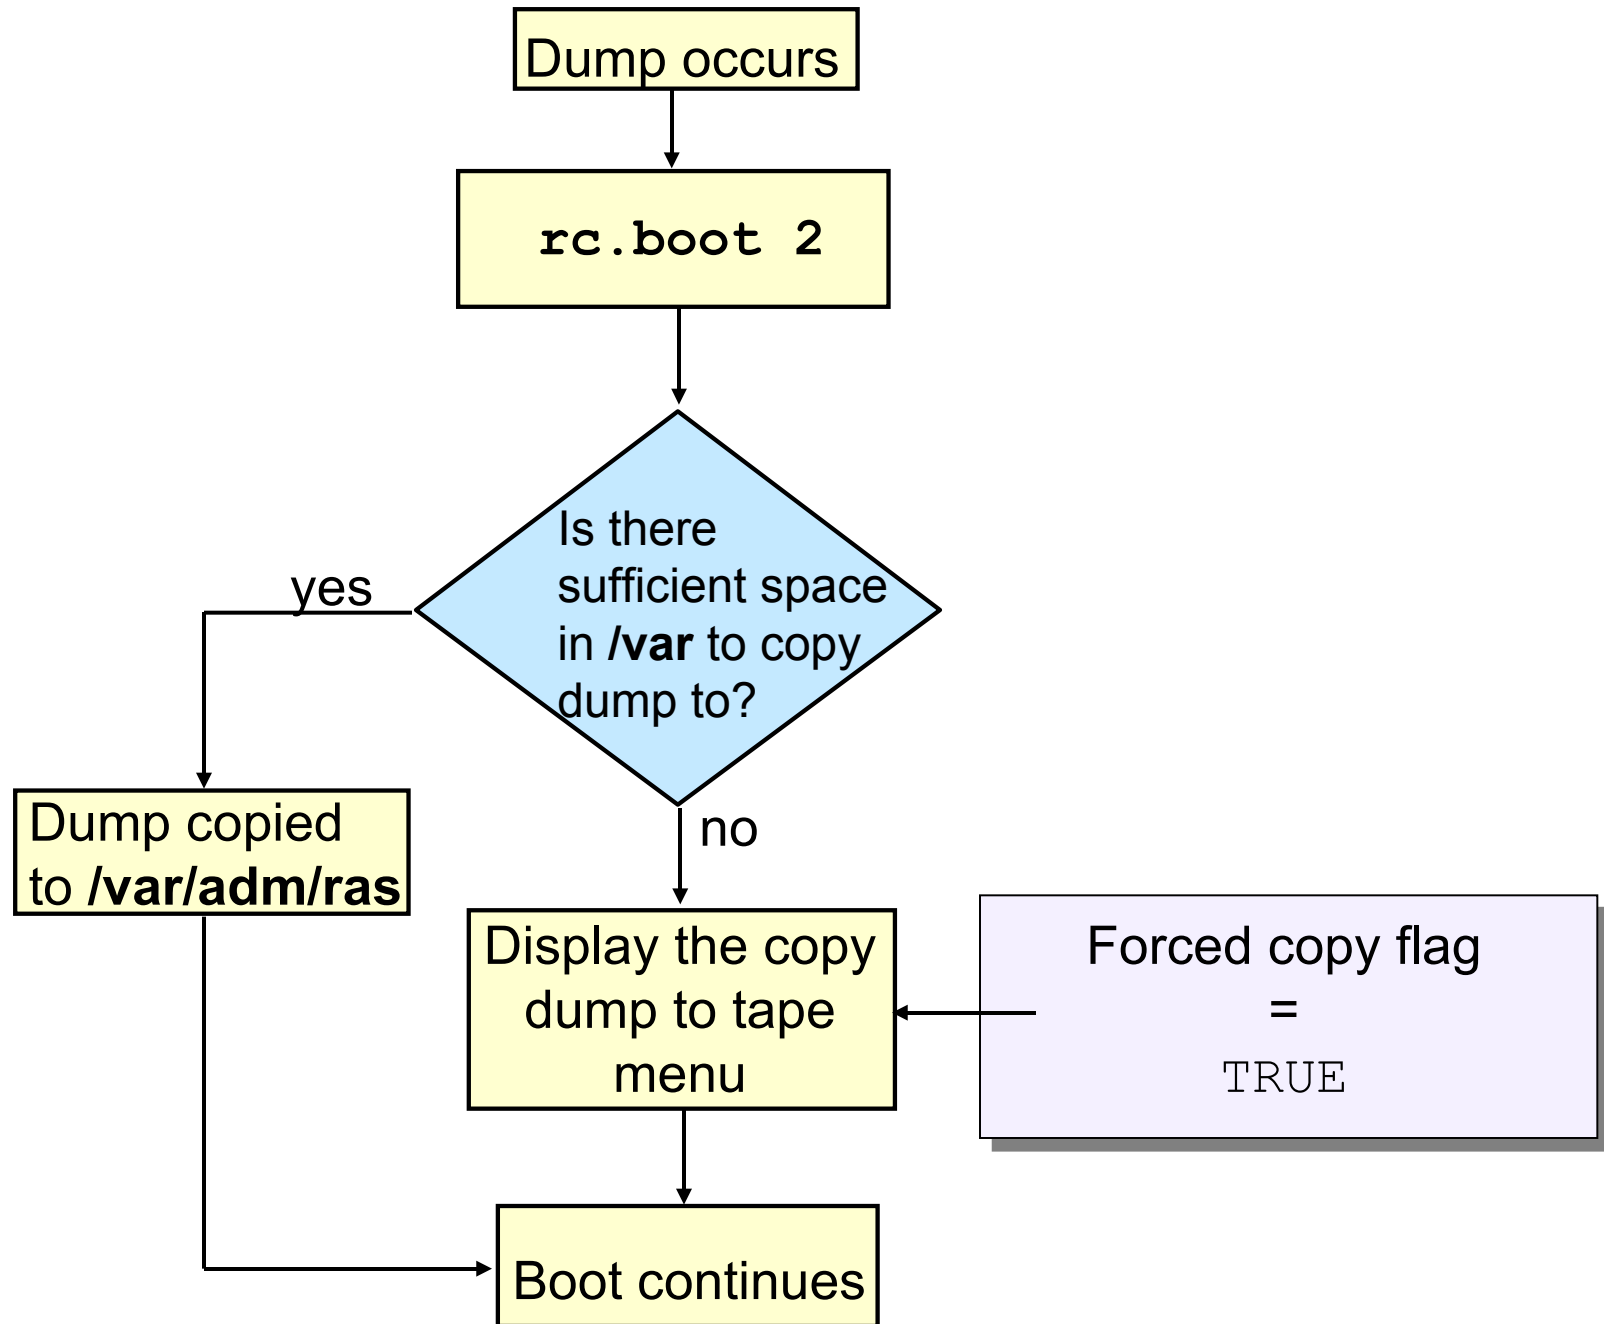 Dump occurs
rc.boot 2
Is there
sufficient space
in /var to copy
dump to?
yes
Dump copied
to /var/adm/ras
no
Display the copy
dump to tape
menu
Forced copy flag
=
TRUE
Boot continues